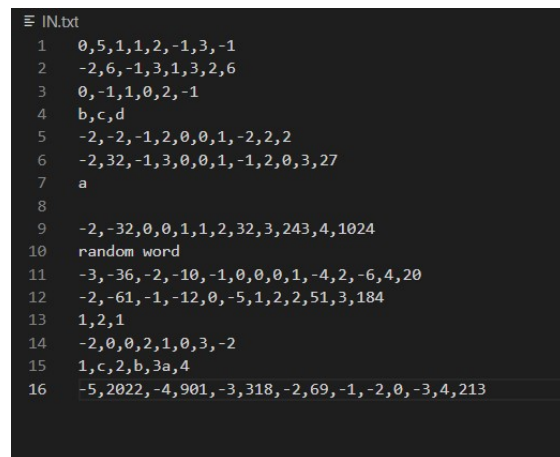 IN.txt
1 0,5,1,1,2,-1,3,-1
2 -2,6,-1,3,1,3,2,6
3 0,-1,1,0,2,-1
4 b,c,d
5 -2,-2,-1,2,0,0,1,-2,2,2
6 -2,32,-1,3,0,0,1,-1,2,0,3,27
7 a
8
9 -2,-32,0,0,1,1,2,32,3,243,4,1024
10 random word
11 -3,-36,-2,-10,-1,0,0,0,1,-4,2,-6,4,20
12 -2,-61,-1,-12,0,-5,1,2,2,51,3,184
13 1,2,1
14 -2,0,0,2,1,0,3,-2
15 1,c,2,b,3a,4
16 -5,2022,-4,901,-3,318,-2,69,-1,-2,0,-3,4,213